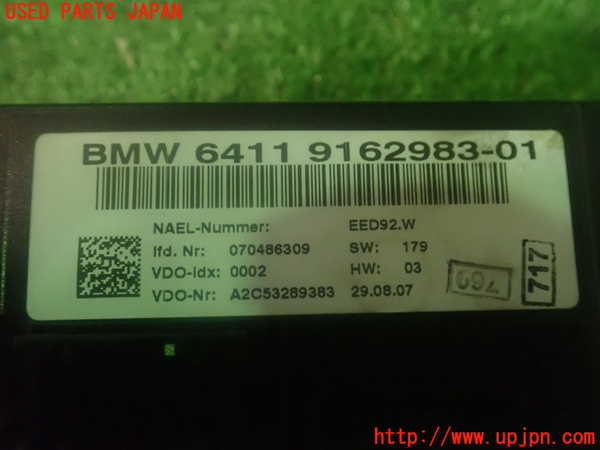 USED PARTS JAPAN
BMW 6411 9162983-01
NAEL-Nummer: EED92.W
lfd. Nr: 070486309 SW: 179
VDO-Idx: 0002 HW: 03
VDO-Nr: A2C53289383 29.08.07
769
717
http://www.upjpn.com/